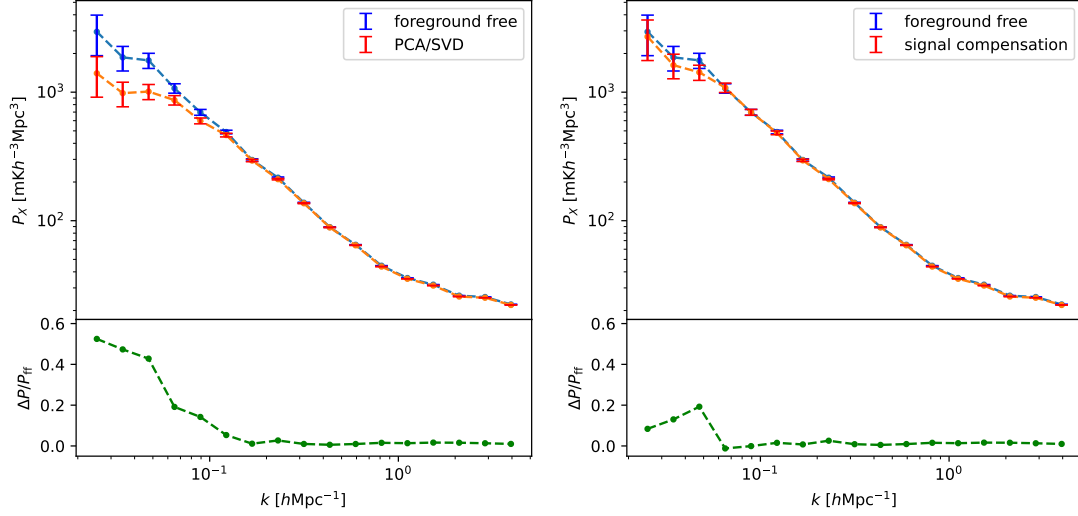 foreground free
PCA/SVD
10³
10²
P_X [mKh⁻³Mpc³]
0.6
0.4
0.2
0.0
ΔP/P_ff
10⁻¹
10⁰
k [hMpc⁻¹]
foreground free
signal compensation
10³
10²
P_X [mKh⁻³Mpc³]
0.6
0.4
0.2
0.0
ΔP/P_ff
10⁻¹
10⁰
k [hMpc⁻¹]